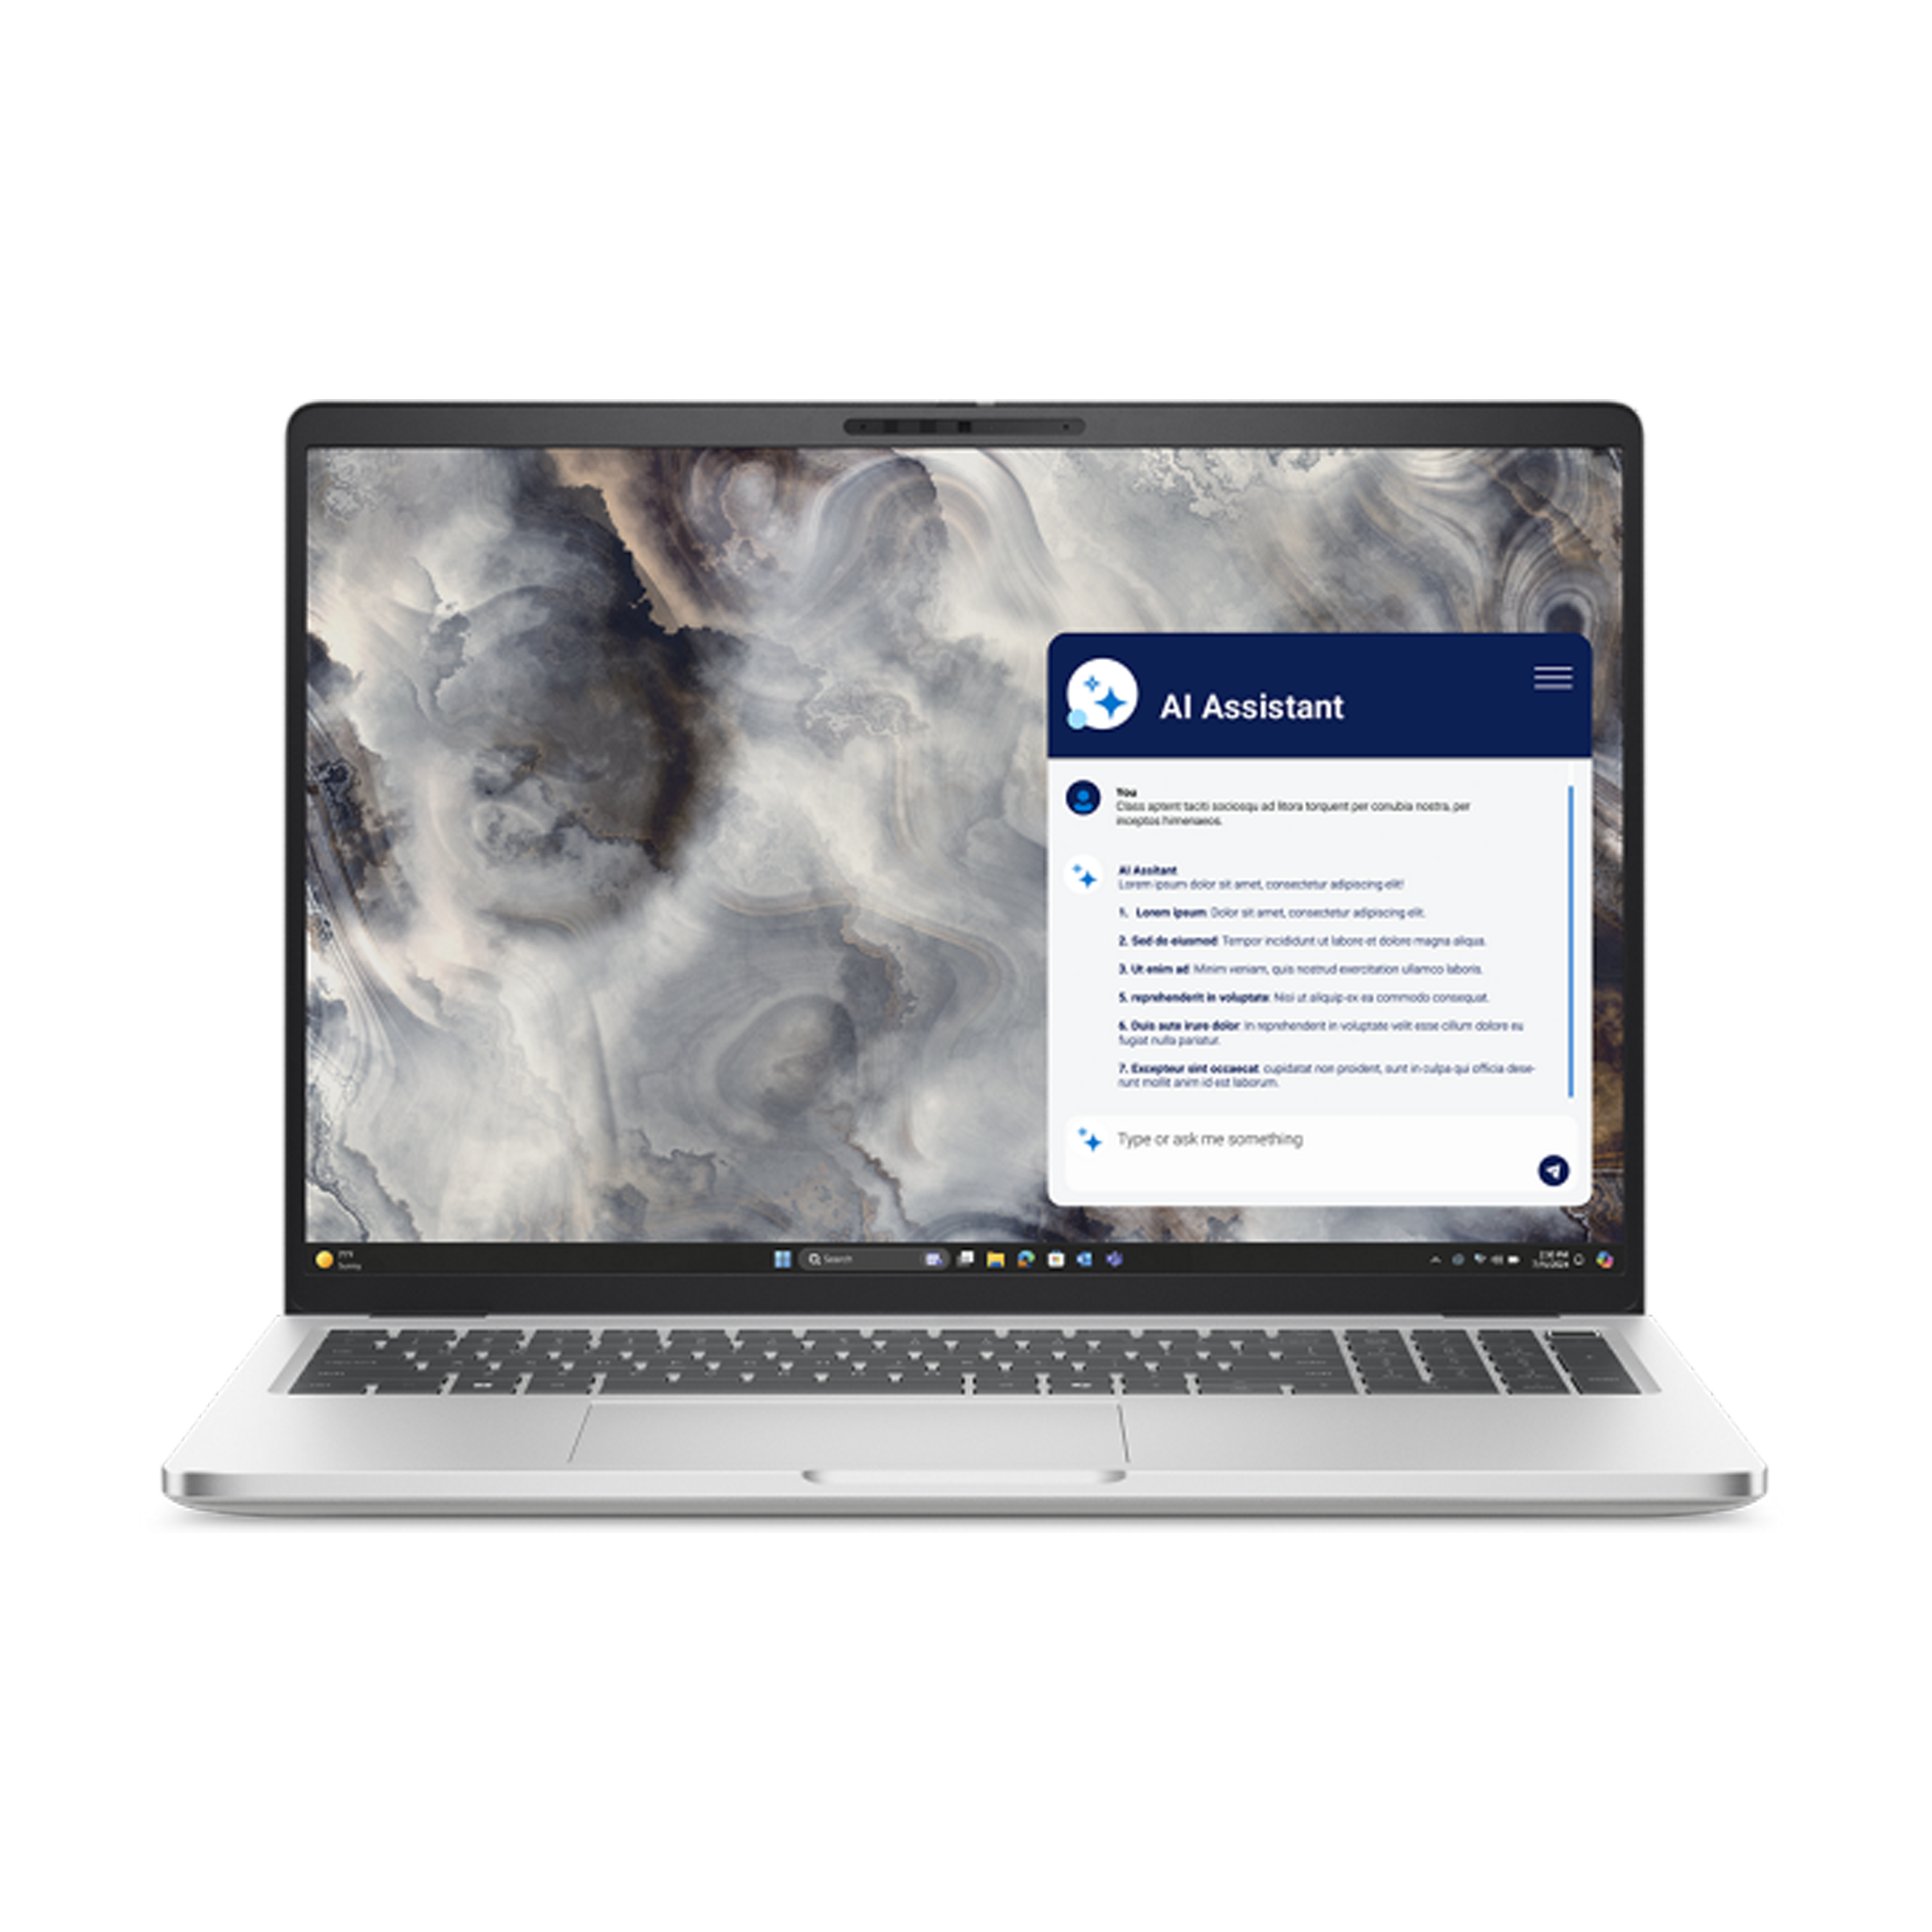 AI Assistant
You
Class aptent taciti sociosqu ad litora torquent per conubia nostra, per
inceptos himenaeos.
AI Assitant
Lorem ipsum dolor sit amet, consectetur adipiscing elit!
1. Lorem ipsum: Dolor sit amet, consectetur adipiscing elit.
2. Sed do eiusmod: Tempor incididunt ut labore et dolore magna aliqua.
3. Ut enim ad: Minim veniam, quis nostrud exercitation ullamco laboris.
5. reprehenderit in voluptate: Nisi ut aliquip ex ea commodo consequat.
6. Duis aute irure dolor: In reprehenderit in voluptate velit esse cillum dolore eu
fugiat nulla pariatur.
7. Excepteur sint occaecat: cupidatat non proident, sunt in culpa qui officia dese-
runt mollit anim id est laborum.
Type or ask me something
Sunny
Search